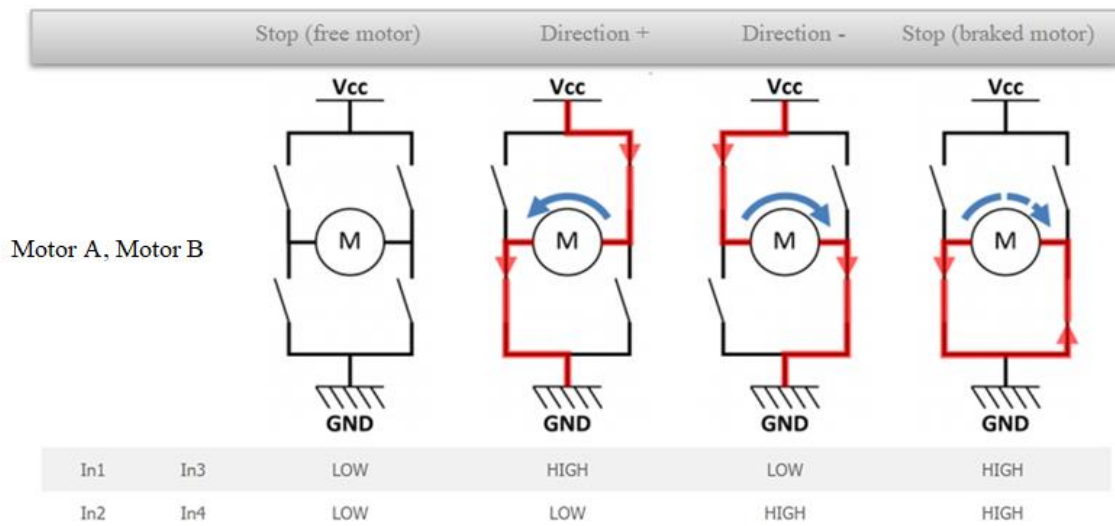 Stop (free motor) Direction + Direction - Stop (braked motor)
Vcc Vcc Vcc Vcc
Motor A, Motor B M M M M
GND GND GND GND
In1 In3 LOW HIGH LOW HIGH
In2 In4 LOW LOW HIGH HIGH